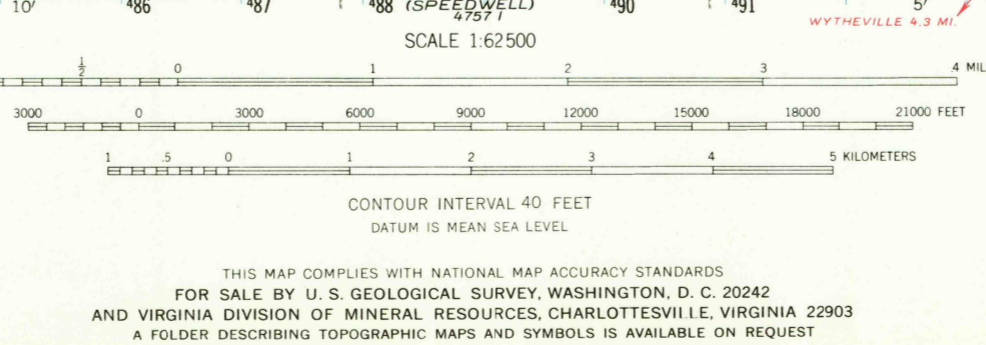 10' ⁴86 ⁴87 ⁴88 (SPEEDWELL) ⁴90 ⁴91 5'
4757 I
WYTHEVILLE 4.3 MI.
SCALE 1:62500
1/2 0 1 2 3 4 MIL
3000 0 3000 6000 9000 12000 15000 18000 21000 FEET
1 .5 0 1 2 3 4 5 KILOMETERS
CONTOUR INTERVAL 40 FEET
DATUM IS MEAN SEA LEVEL
THIS MAP COMPLIES WITH NATIONAL MAP ACCURACY STANDARDS
FOR SALE BY U. S. GEOLOGICAL SURVEY, WASHINGTON, D. C. 20242
AND VIRGINIA DIVISION OF MINERAL RESOURCES, CHARLOTTESVILLE, VIRGINIA 22903
A FOLDER DESCRIBING TOPOGRAPHIC MAPS AND SYMBOLS IS AVAILABLE ON REQUEST